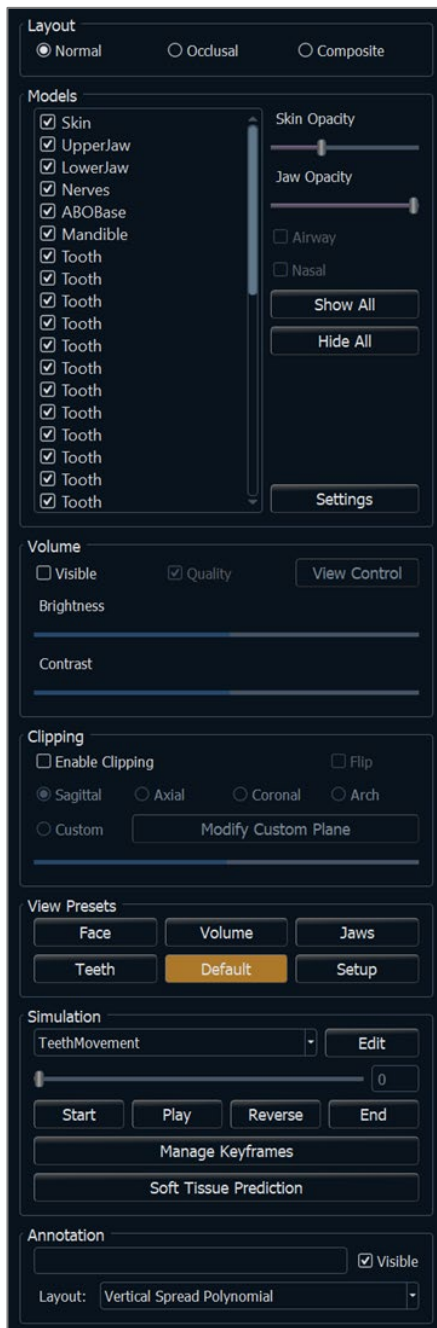 Layout
Normal Occlusal Composite
Models
Skin
UpperJaw
LowerJaw
Nerves
ABOBase
Mandible
Tooth
Tooth
Tooth
Tooth
Tooth
Tooth
Tooth
Tooth
Tooth
Tooth
Tooth
Tooth
Skin Opacity
Jaw Opacity
Airway
Nasal
Show All
Hide All
Settings
Volume
Visible Quality View Control
Brightness
Contrast
Clipping
Enable Clipping Flip
Sagittal Axial Coronal Arch
Custom Modify Custom Plane
View Presets
Face Volume Jaws
Teeth Default Setup
Simulation
TeethMovement Edit
0
Start Play Reverse End
Manage Keyframes
Soft Tissue Prediction
Annotation
Visible
Layout: Vertical Spread Polynomial